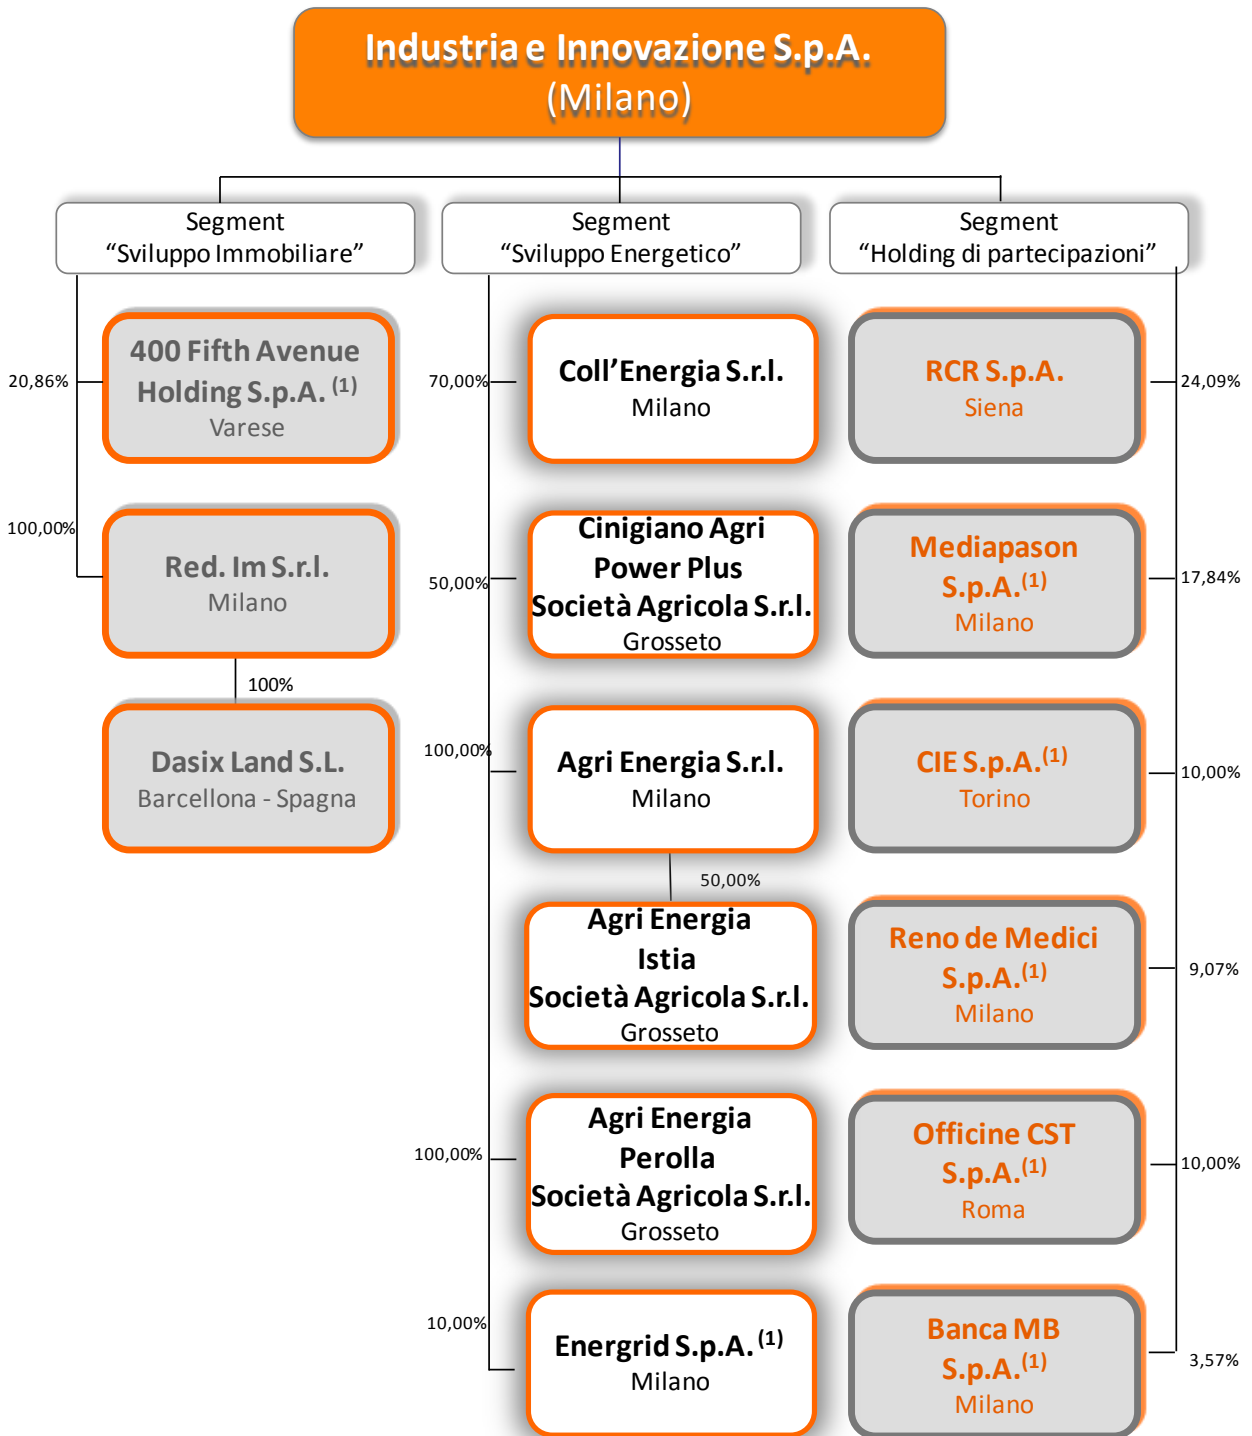 Industria e Innovazione S.p.A.
(Milano)
Segment
“Sviluppo Immobiliare”
20,86%
400 Fifth Avenue
Holding S.p.A. (1)
Varese
100,00%
Red. Im S.r.l.
Milano
100%
Dasix Land S.L.
Barcellona - Spagna
Segment
“Sviluppo Energetico”
70,00%
Coll’Energia S.r.l.
Milano
50,00%
Cinigiano Agri
Power Plus
Società Agricola S.r.l.
Grosseto
100,00%
Agri Energia S.r.l.
Milano
50,00%
Agri Energia
Istia
Società Agricola S.r.l.
Grosseto
100,00%
Agri Energia
Perolla
Società Agricola S.r.l.
Grosseto
10,00%
Energrid S.p.A. (1)
Milano
Segment
“Holding di partecipazioni”
RCR S.p.A.
Siena
24,09%
Mediapason
S.p.A.(1)
Milano
17,84%
CIE S.p.A.(1)
Torino
10,00%
Reno de Medici
S.p.A.(1)
Milano
9,07%
Officine CST
S.p.A.(1)
Roma
10,00%
Banca MB
S.p.A.(1)
Milano
3,57%